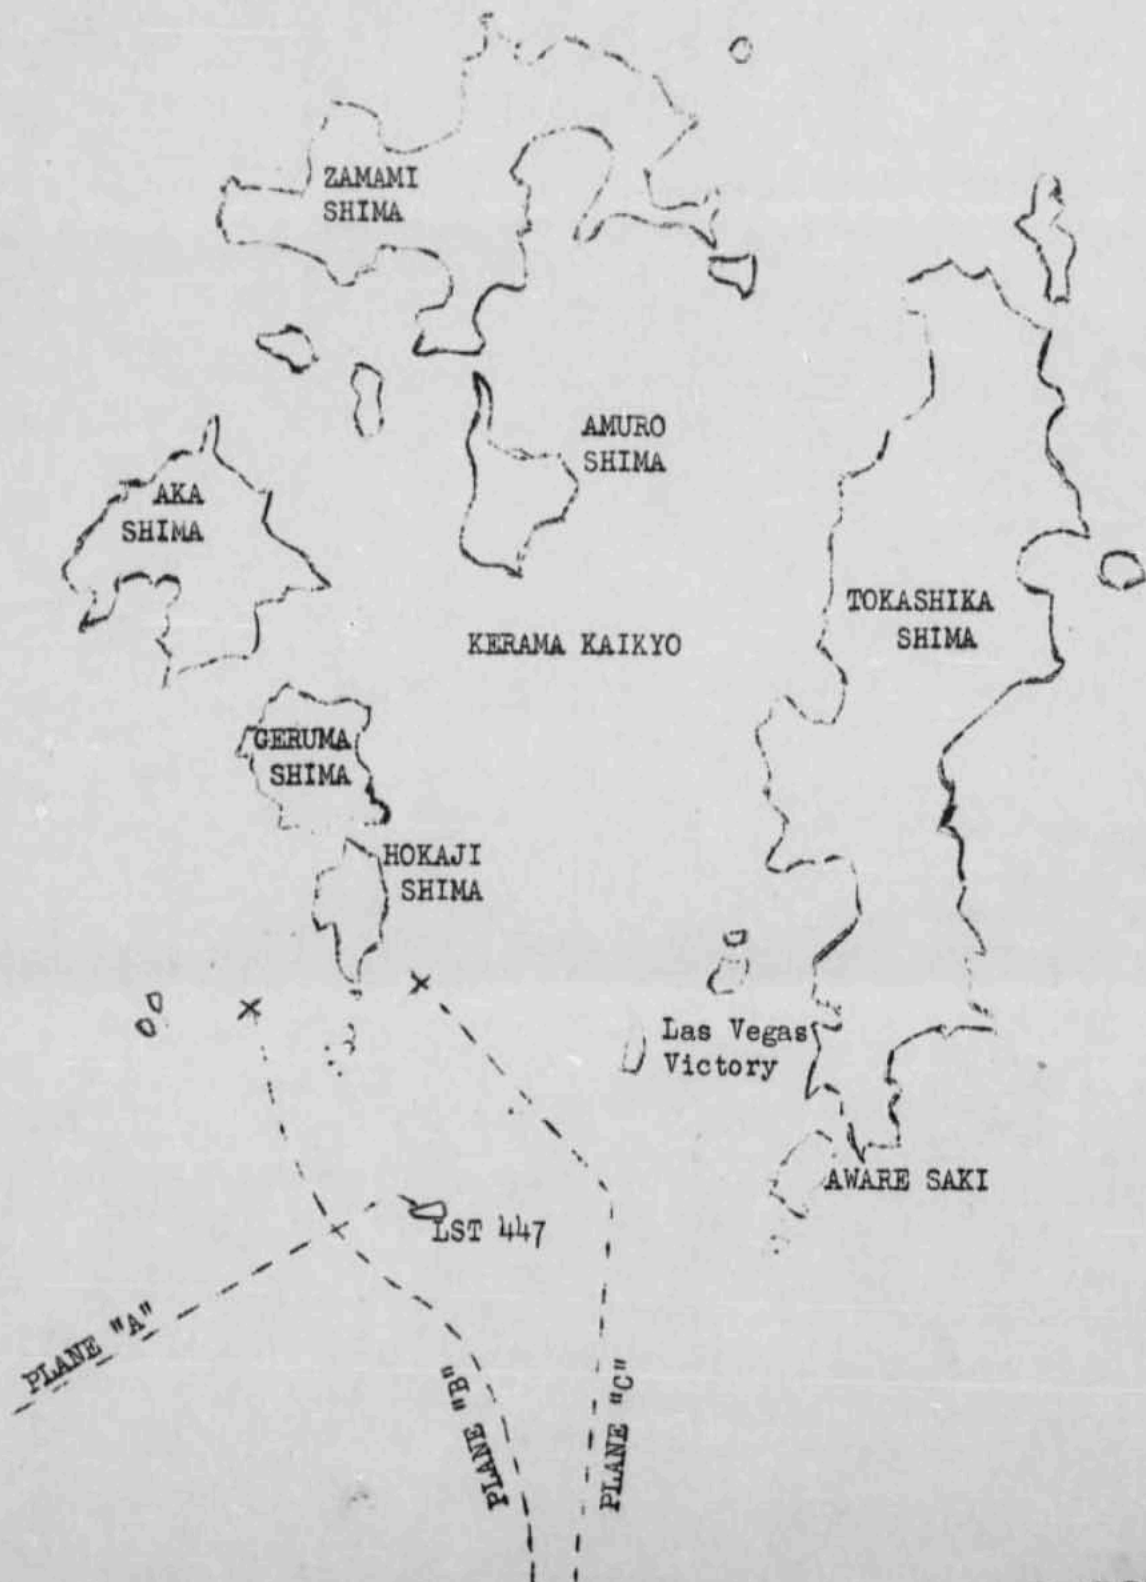 ZAMAMI
SHIMA
AMURO
SHIMA
AKA
SHIMA
TOKASHIKA
SHIMA
KERAMA KAIKYO
GERUMA
SHIMA
HOKAJI
SHIMA
Las Vegas
Victory
AWARE SAKI
LST 447
PLANE "A"
PLANE "B"
PLANE "C"